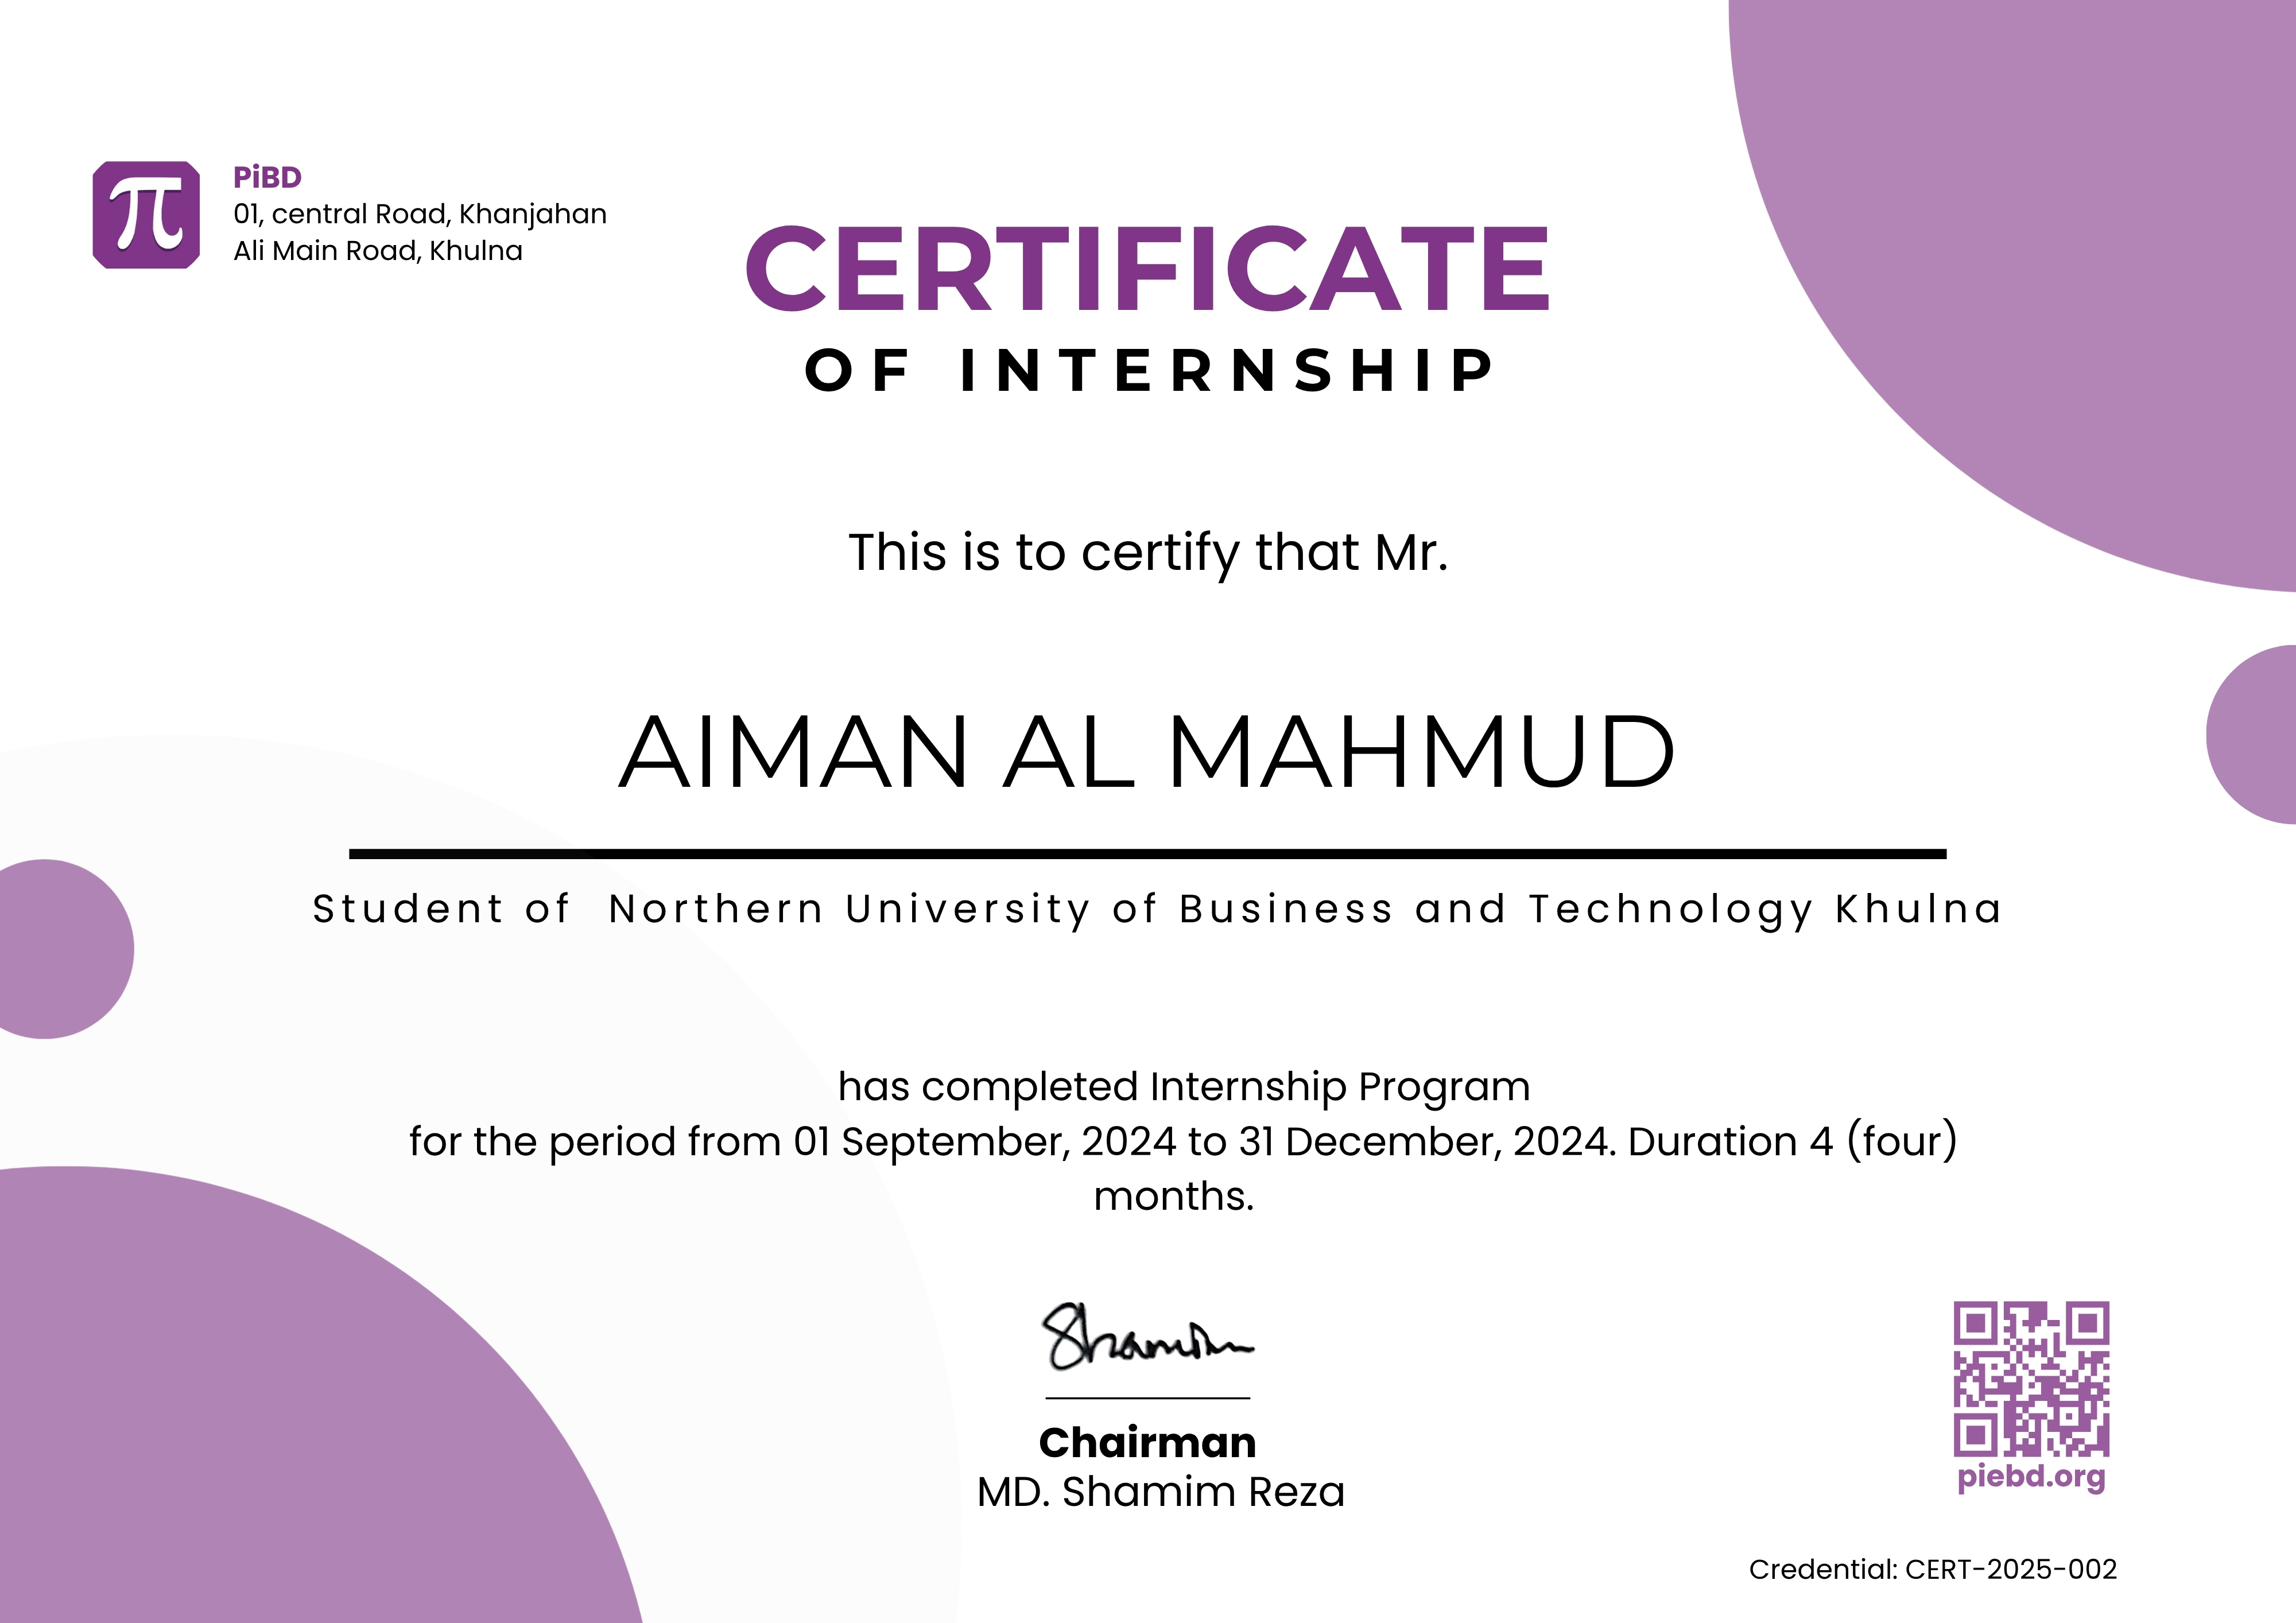 π
PiBD
01, central Road, Khanjahan
Ali Main Road, Khulna
CERTIFICATE
OF INTERNSHIP
This is to certify that Mr.
AIMAN AL MAHMUD
Student of Northern University of Business and Technology Khulna
has completed Internship Program
for the period from 01 September, 2024 to 31 December, 2024. Duration 4 (four)
months.
Shamim
Chairman
MD. Shamim Reza
piebd.org
Credential: CERT-2025-002